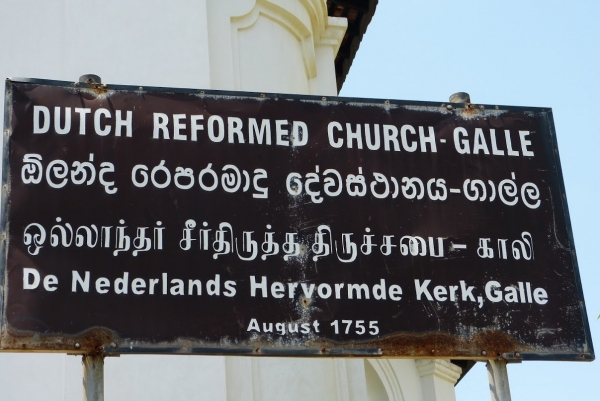 DUTCH REFORMED CHURCH-GALLE
ඕලන්ද රෙපරමාදු දේවස්ථානය-ගාල්ල
ஒல்லாந்தர் சீர்திருத்த திருச்சபை - காலி
De Nederlands Hervormde Kerk, Galle
August 1755